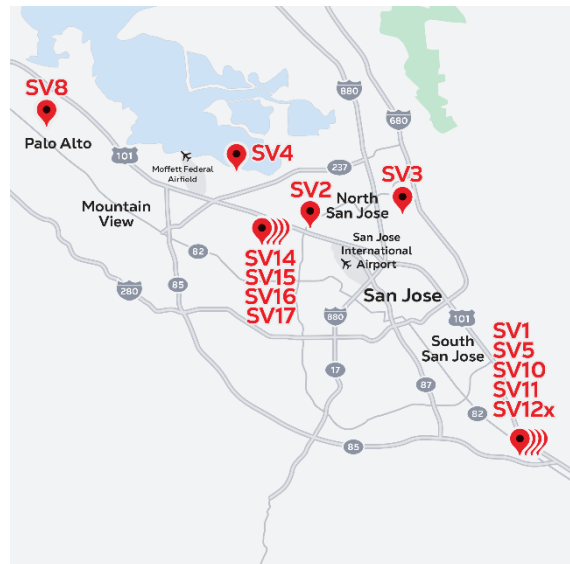 880
680
SV8
Palo Alto
101
Moffett Federal
Airfield
SV4
237
SV3
SV2
North
San Jose
Mountain
View
82
SV14
SV15
SV16
SV17
San Jose
International
Airport
280
85
San Jose
880
101
South
San Jose
SV1
SV5
SV10
SV11
SV12x
17
87
82
85